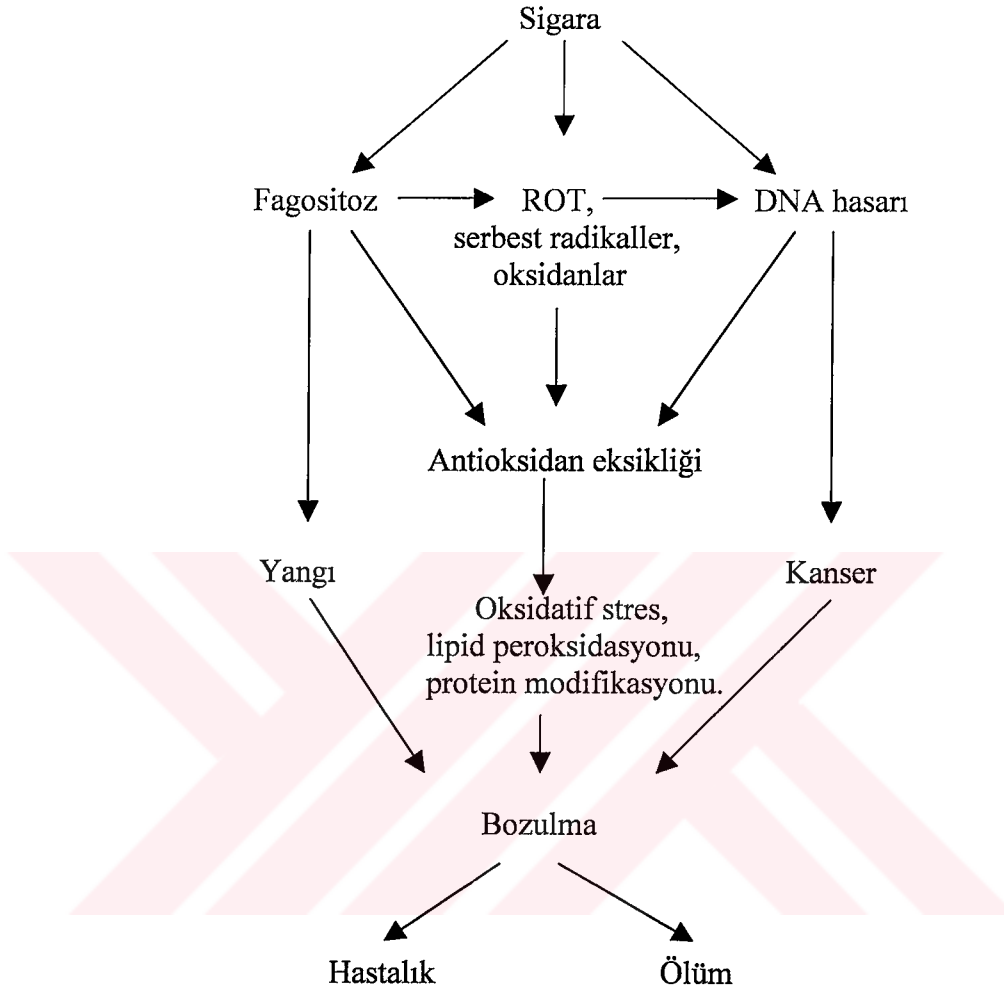 Sigara
Fagositoz
ROT,
serbest radikaller,
oksidanlar
DNA hasarı
Antioksidan eksikliği
Yangı
Oksidatif stres,
lipid peroksidasyonu,
protein modifikasyonu.
Kanser
Bozulma
Hastalık
Ölüm